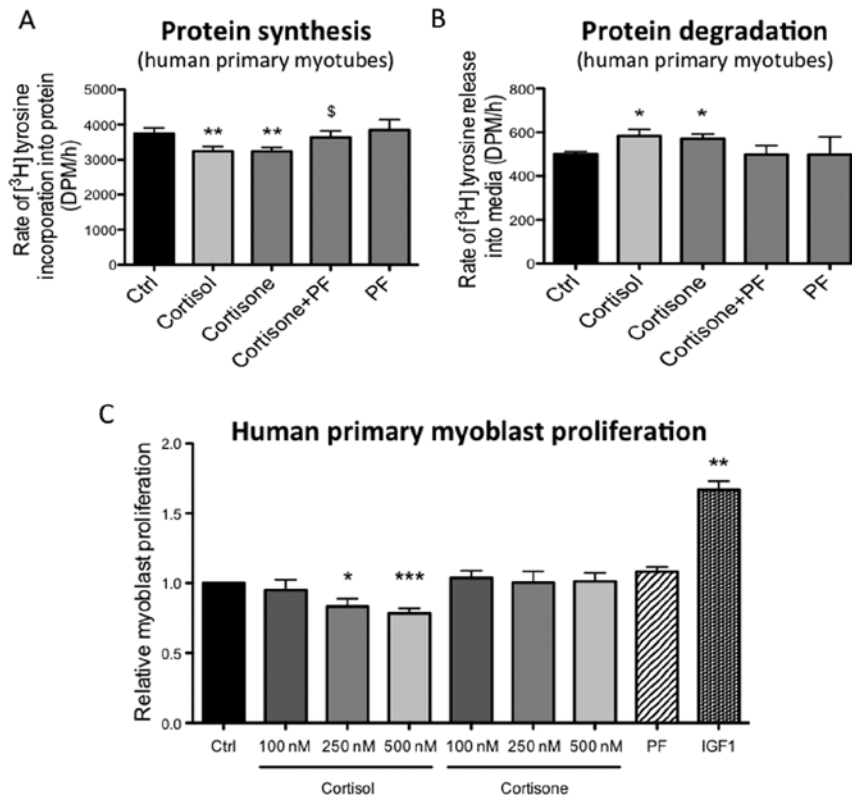 A
Protein synthesis
(human primary myotubes)
Rate of [³H] tyrosine
incorporation into protein
(DPM/h)
5000
4000
3000
2000
1000
0
**
**
$
Ctrl
Cortisol
Cortisone
Cortisone+PF
PF
B
Protein degradation
(human primary myotubes)
Rate of [³H] tyrosine release
into media (DPM/h)
800
600
400
200
0
*
*
Ctrl
Cortisol
Cortisone
Cortisone+PF
PF
C
Human primary myoblast proliferation
Relative myoblast proliferation
2.0
1.5
1.0
0.5
0.0
*
***
**
Ctrl 100 nM 250 nM 500 nM 100 nM 250 nM 500 nM PF IGF1
Cortisol Cortisone